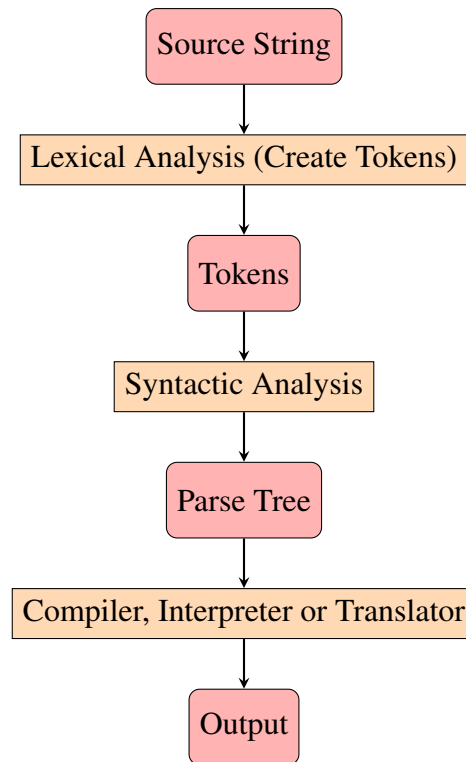 Source String
Lexical Analysis (Create Tokens)
Tokens
Syntactic Analysis
Parse Tree
Compiler, Interpreter or Translator
Output